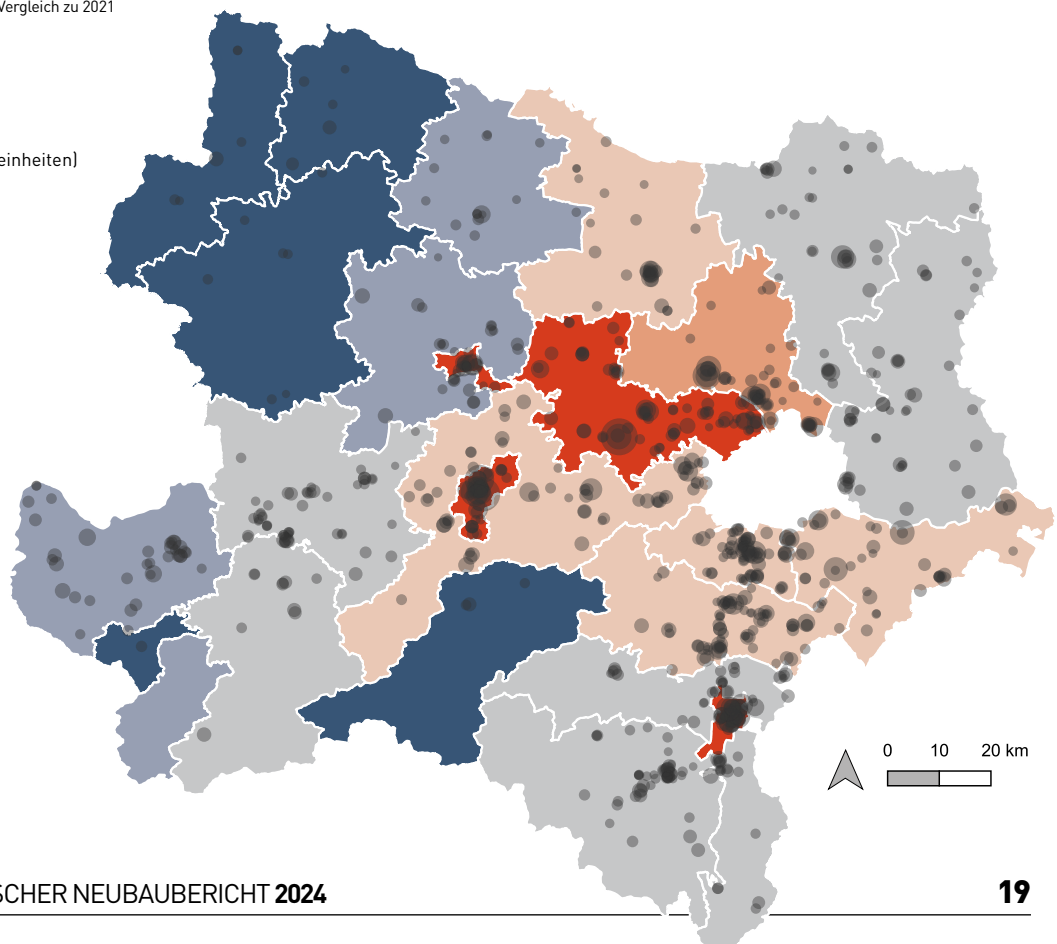 Vergleich zu 2021
einheiten)
0 10 20 km
SCHER NEUBAUBERICHT 2024
19